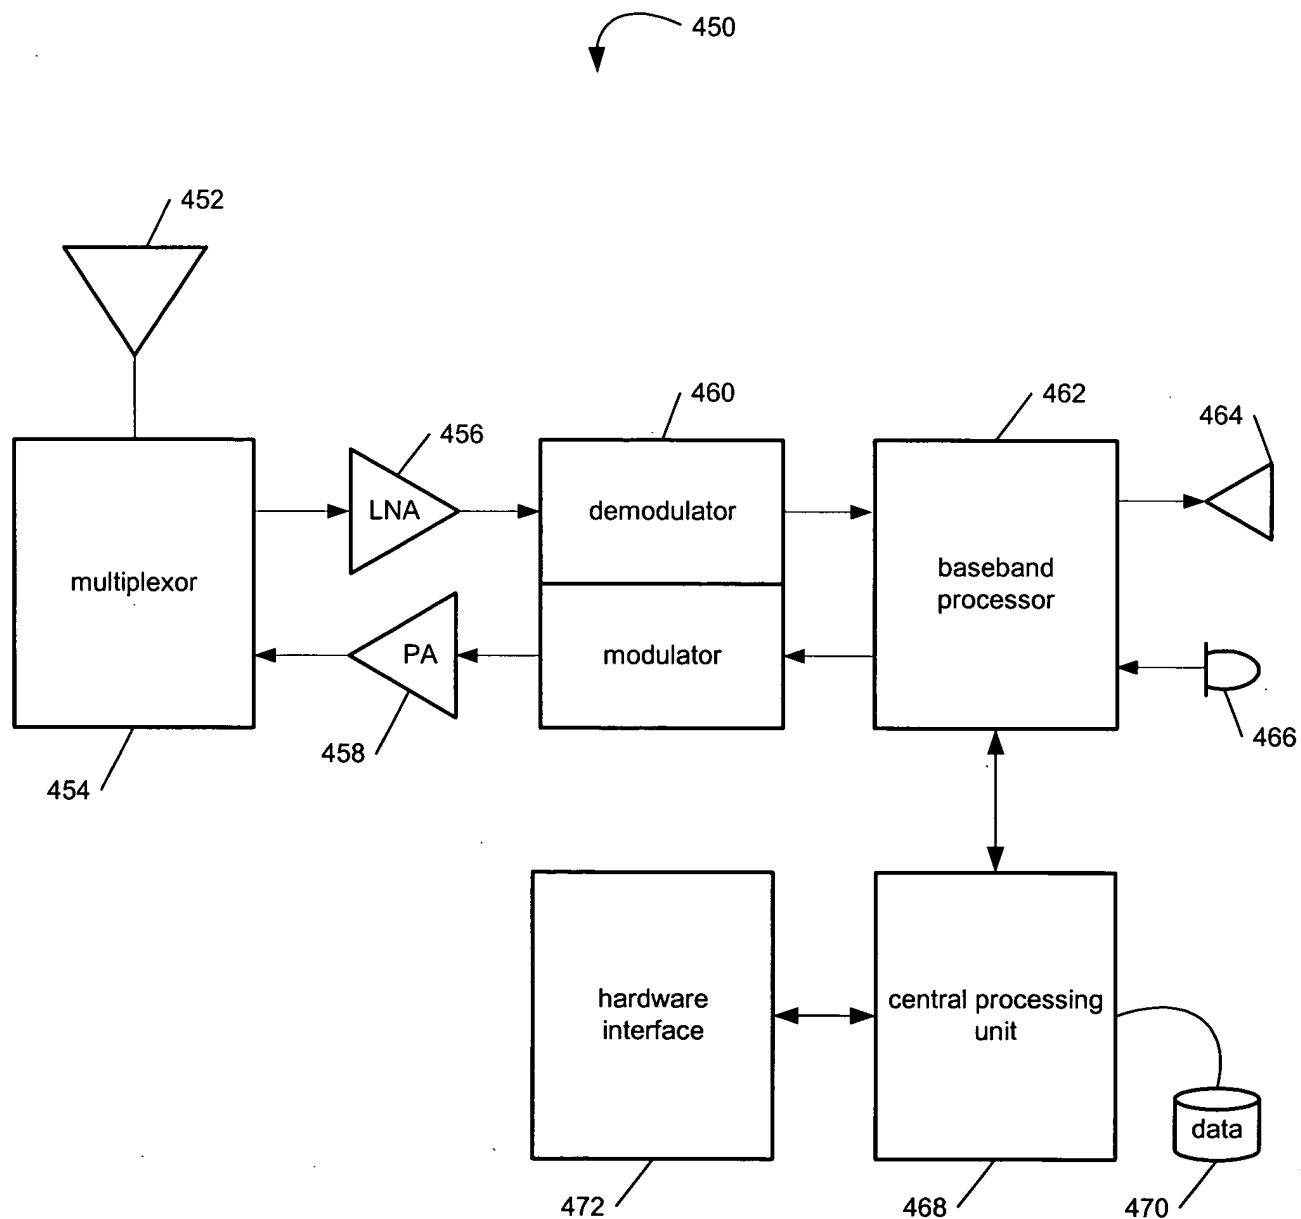 450
452
460
462
464
456
LNA
demodulator
multiplexor
baseband
processor
PA
modulator
458
466
454
hardware
interface
central processing
unit
data
472
468
470